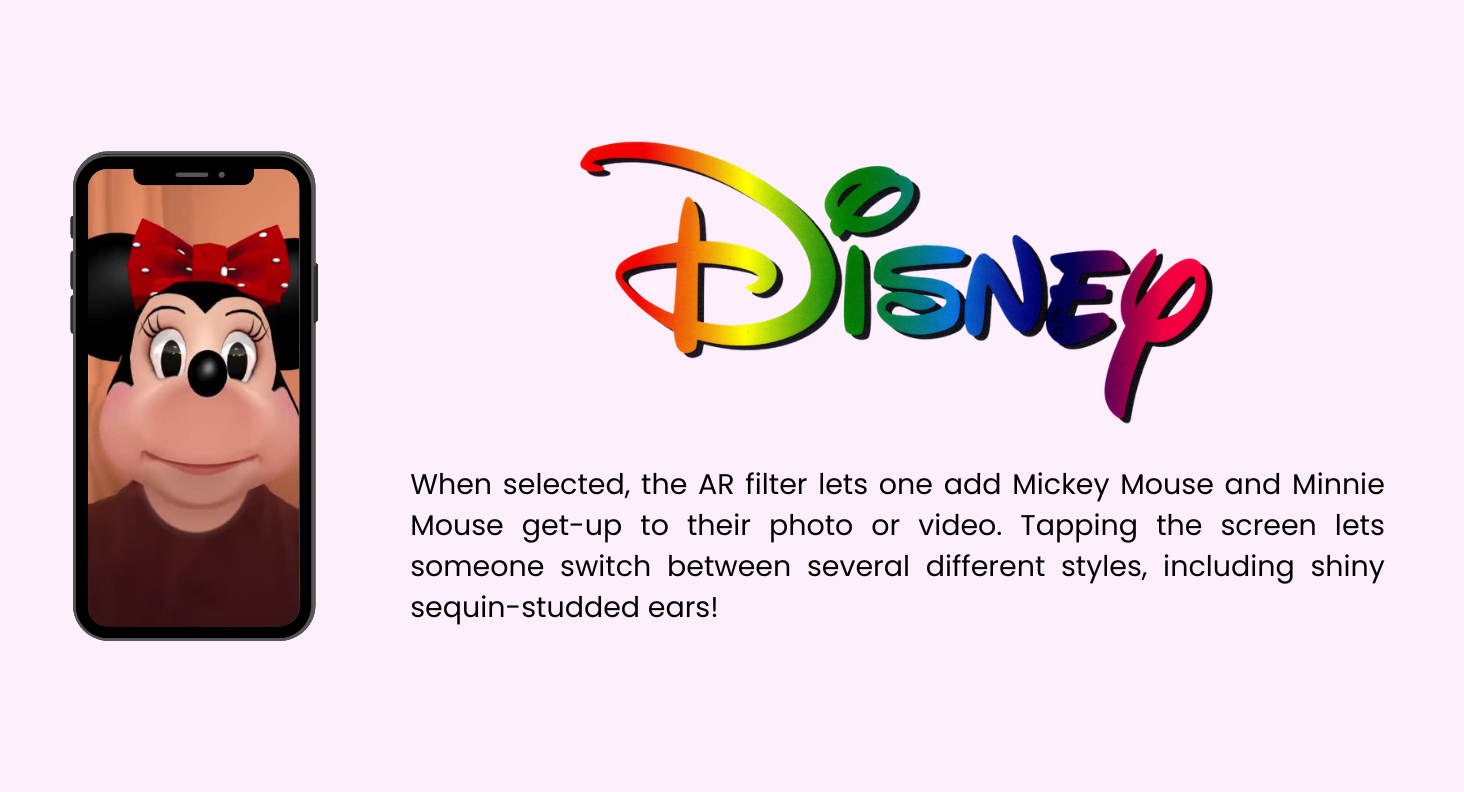 Disney
When selected, the AR filter lets one add Mickey Mouse and Minnie
Mouse get-up to their photo or video. Tapping the screen lets
someone switch between several different styles, including shiny
sequin-studded ears!